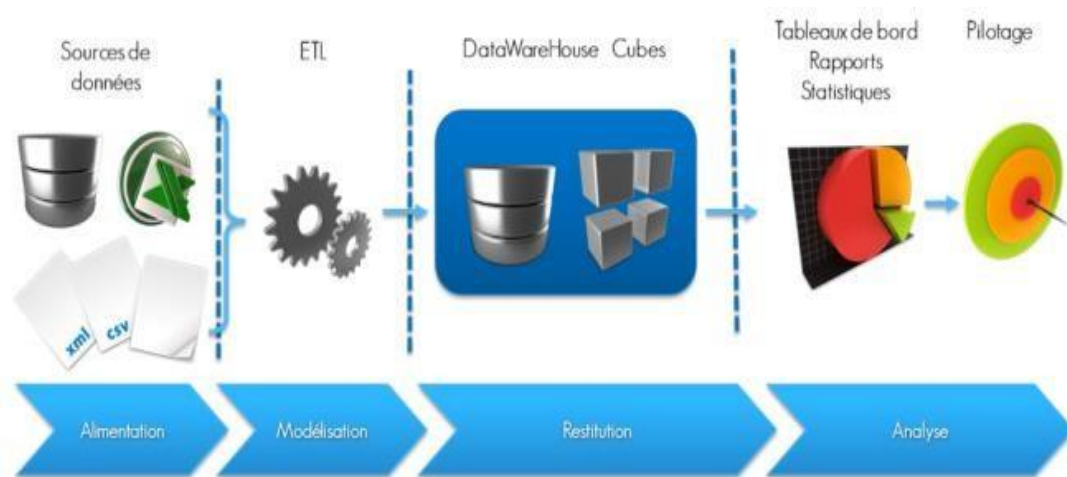 Sources de
données
ETL
DataWareHouse Cubes
Tableaux de bord
Rapports
Statistiques
Pilotage
xml
csv
Alimentation
Modélisation
Restitution
Analyse